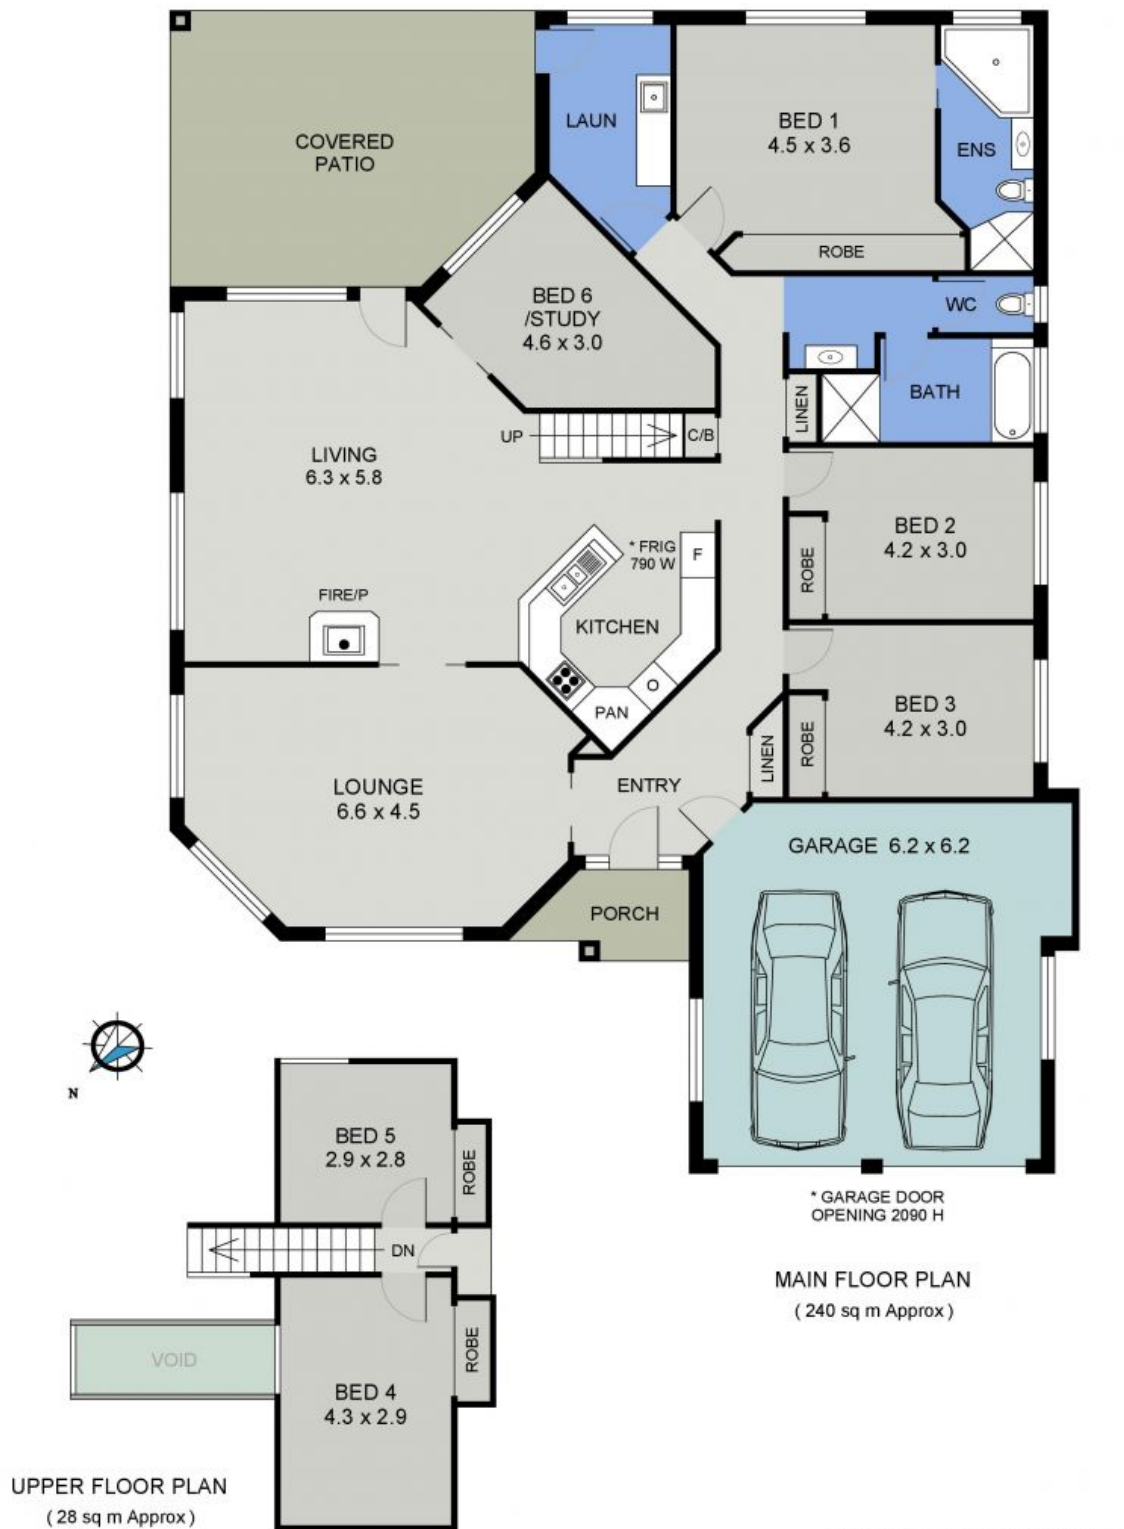 COVERED
PATIO
LAUN
BED 1
4.5 x 3.6
ENS
ROBE
BED 6
/STUDY
4.6 x 3.0
WC
BATH
LINEN
UP
C/B
LIVING
6.3 x 5.8
BED 2
4.2 x 3.0
ROBE
* FRIG
790 W
F
FIRE/P
KITCHEN
O
PAN
BED 3
4.2 x 3.0
ROBE
LINEN
LOUNGE
6.6 x 4.5
ENTRY
GARAGE 6.2 x 6.2
PORCH
N
BED 5
2.9 x 2.8
ROBE
DN
* GARAGE DOOR
OPENING 2090 H
MAIN FLOOR PLAN
( 240 sq m Approx )
VOID
ROBE
BED 4
4.3 x 2.9
UPPER FLOOR PLAN
( 28 sq m Approx )